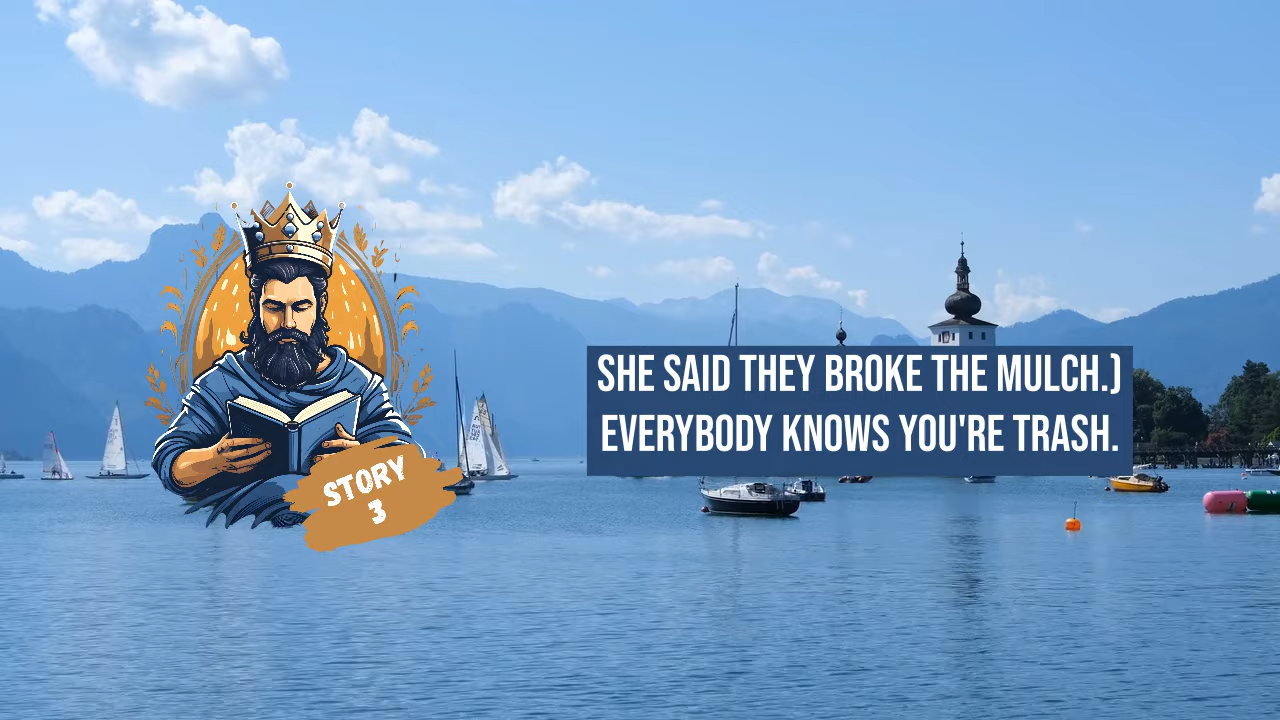 STORY
3
SHE SAID THEY BROKE THE MULCH.)
EVERYBODY KNOWS YOU'RE TRASH.